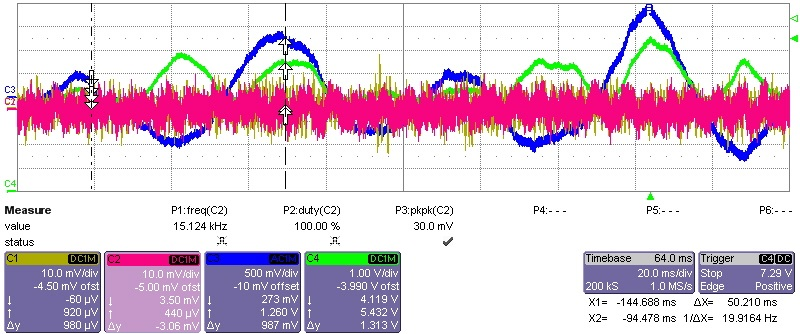 C3
C2
C4
Measure P1:freq(C2) P2:duty(C2) P3:pkpk(C2) P4:- - - P5:- - - P6:- - -
value 15.124 kHz 100.00 % 30.0 mV
status
C1 DC1M
10.0 mV/div
-4.50 mV ofst
↓ -60 µV
↑ 920 µV
Δy 980 µV
C2 DC1M
10.0 mV/div
-5.00 mV ofst
↓ 3.50 mV
↑ 440 µV
Δy -3.06 mV
C3 AC1M
500 mV/div
-10 mV offset
↓ 273 mV
↑ 1.260 V
Δy 987 mV
C4 DC1M
1.00 V/div
-3.990 V ofst
↓ 4.119 V
↑ 5.432 V
Δy 1.313 V
Timebase 64.0 ms
20.0 ms/div
200 kS 1.0 MS/s
Trigger C4 DC
Stop 7.29 V
Edge Positive
X1= -144.688 ms ΔX= 50.210 ms
X2= -94.478 ms 1/ΔX= 19.9164 Hz